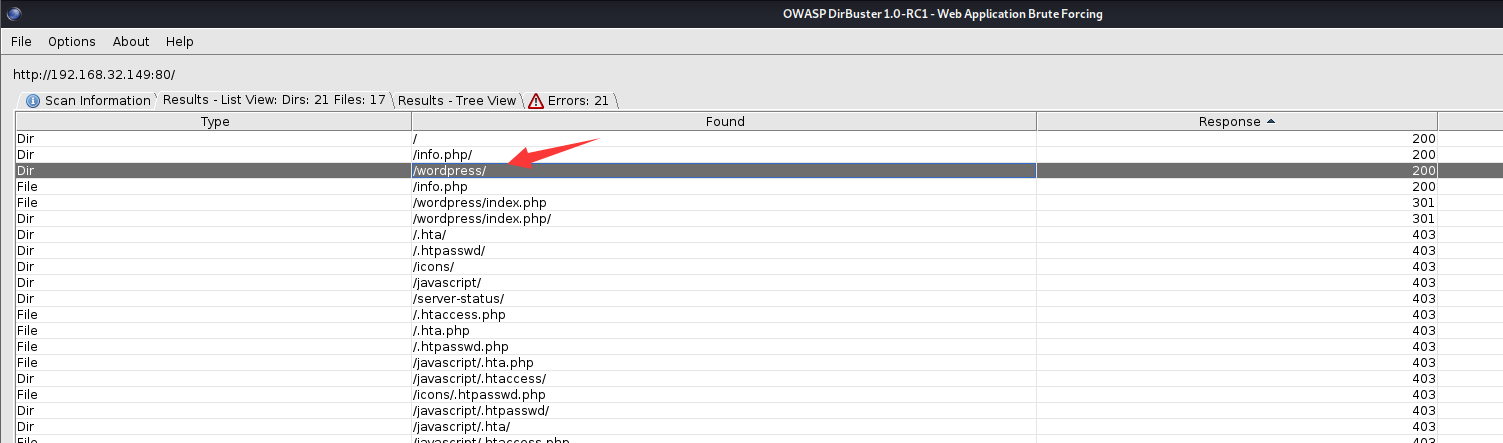 OWASP DirBuster 1.0-RC1 - Web Application Brute Forcing
File Options About Help
http://192.168.32.149:80/
Scan Information Results - List View: Dirs: 21 Files: 17 Results - Tree View Errors: 21
Type Found Response
Dir / 200
Dir /info.php/ 200
Dir /wordpress/ 200
File /info.php 200
File /wordpress/index.php 301
Dir /wordpress/index.php/ 301
Dir /.hta/ 403
Dir /.htpasswd/ 403
Dir /icons/ 403
Dir /javascript/ 403
Dir /server-status/ 403
File /.htaccess.php 403
File /.hta.php 403
File /.htpasswd.php 403
File /javascript/.hta.php 403
Dir /javascript/.htaccess/ 403
File /icons/.htpasswd.php 403
Dir /javascript/.htpasswd/ 403
Dir /javascript/.hta/ 403
File /javascript/.htaccess.php 403